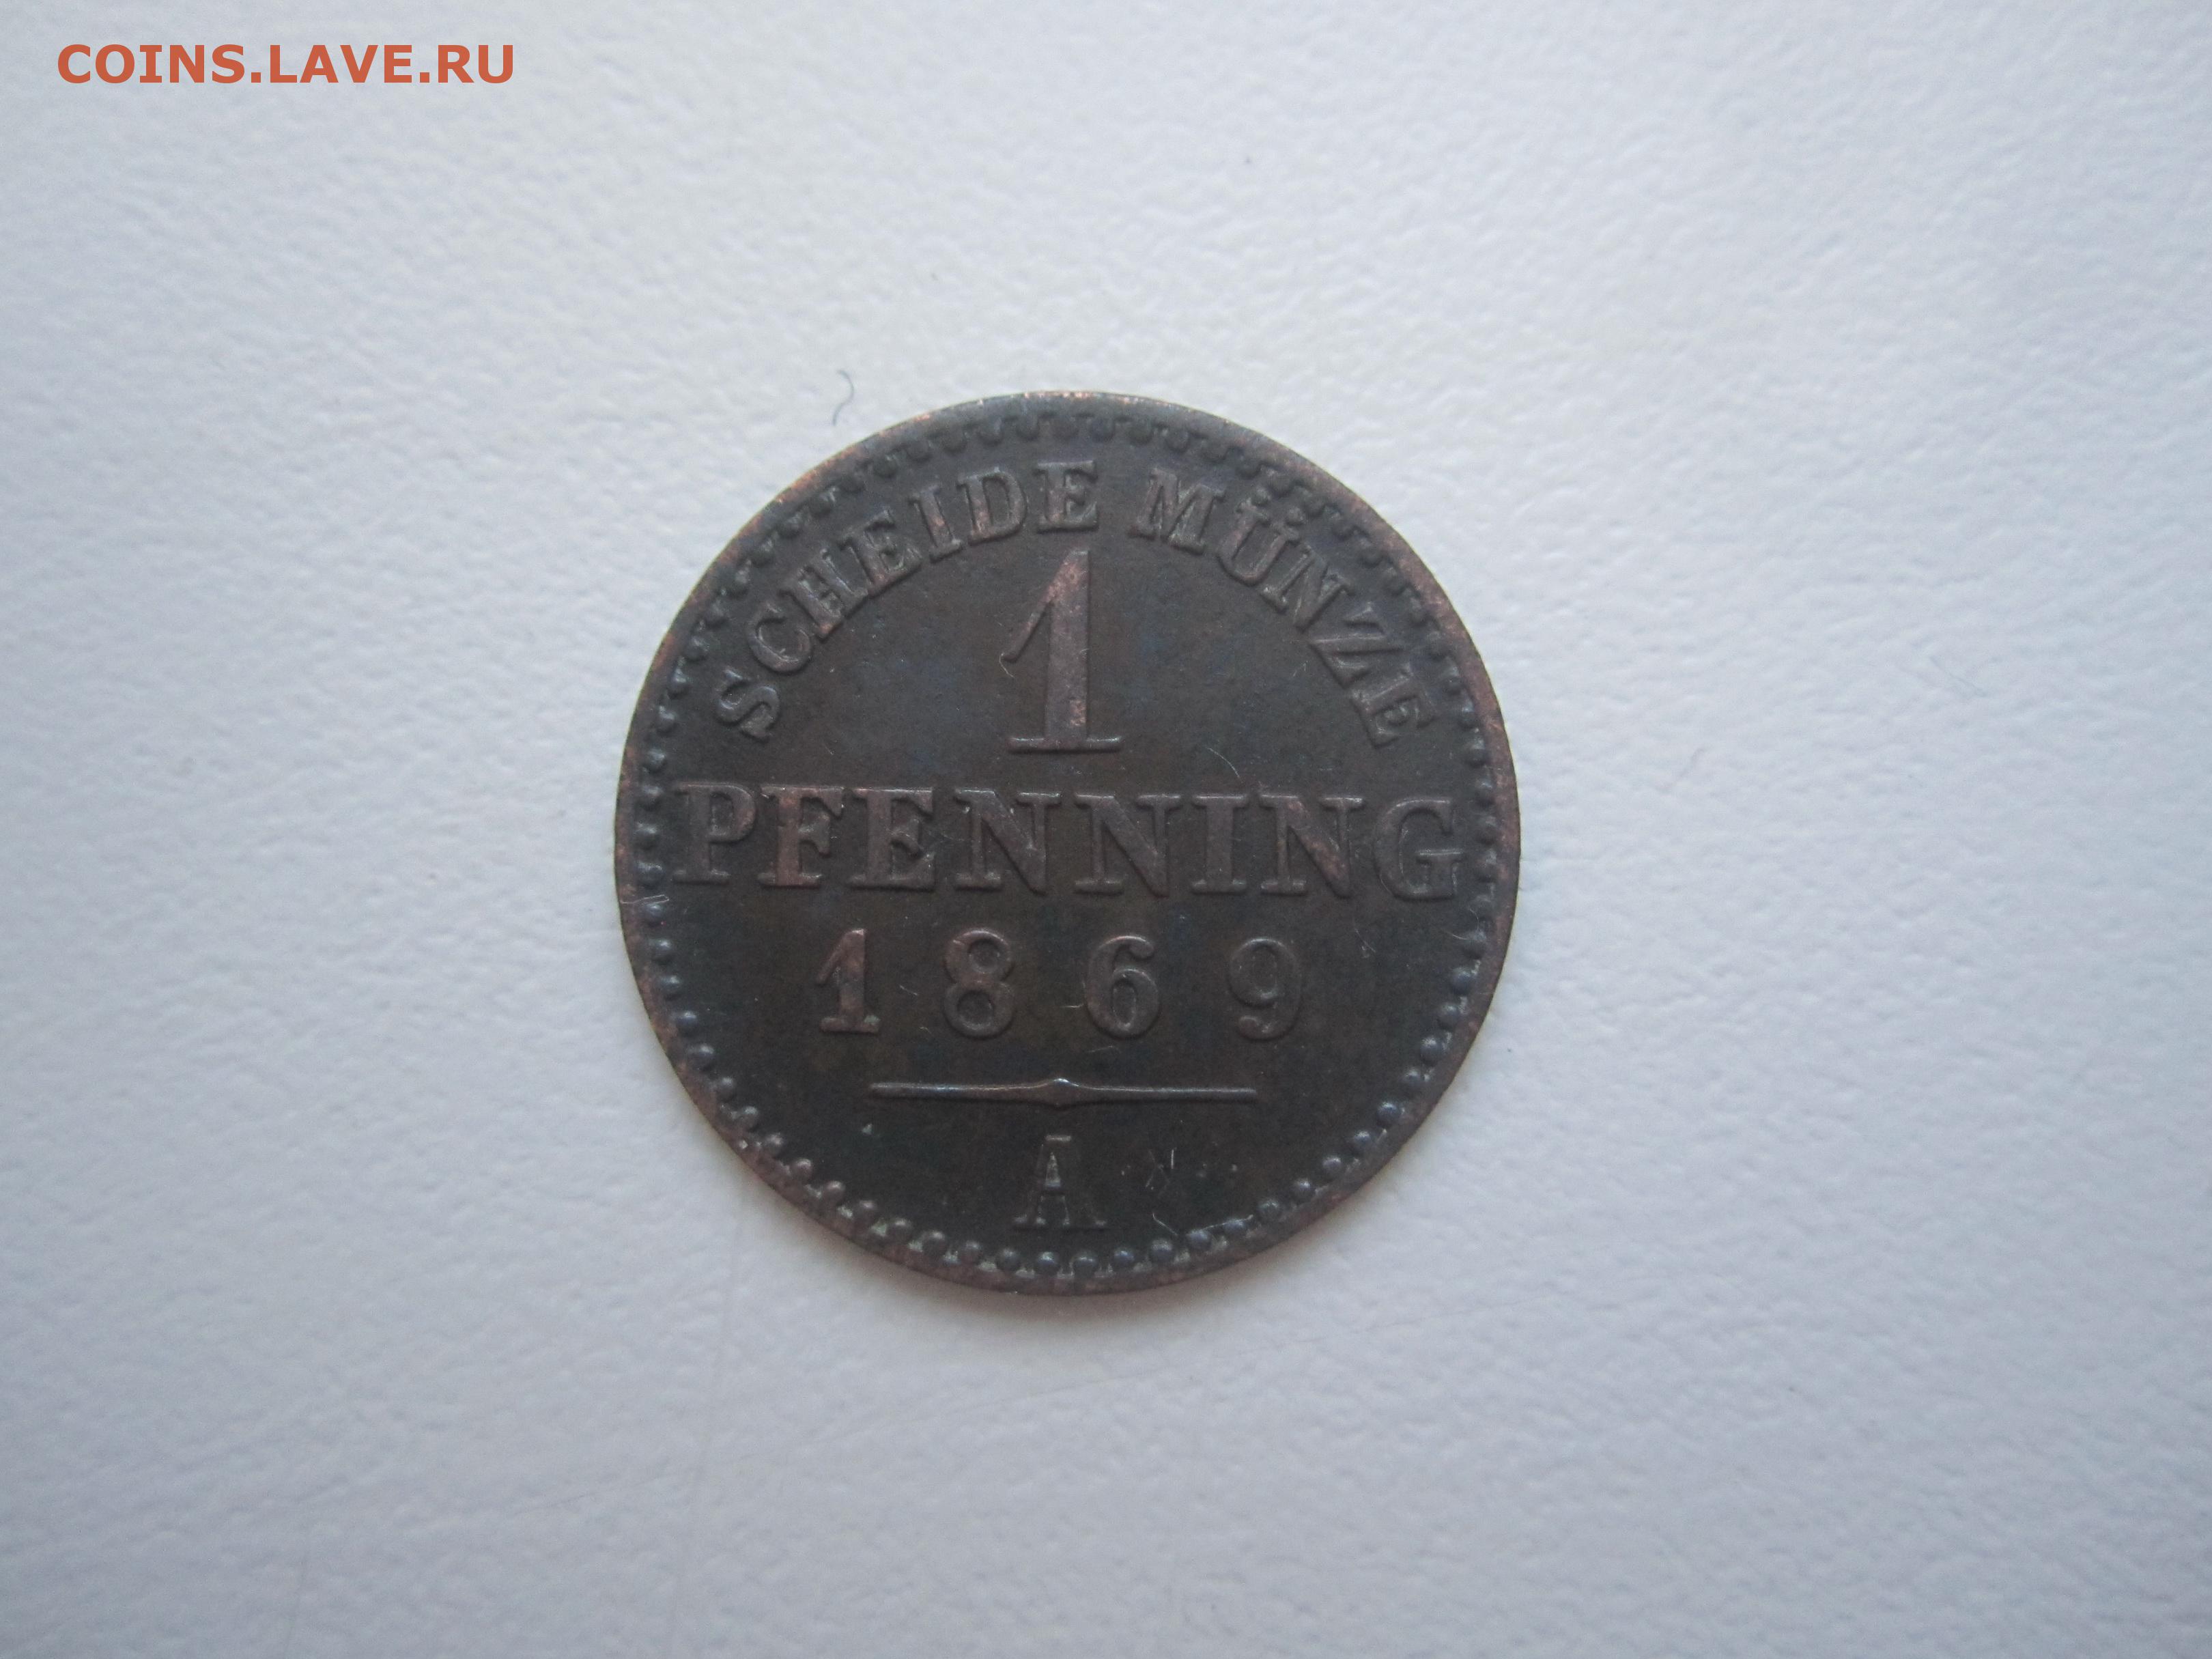 COINS.LAVE.RU
SCHEIDE MÜNZE
1
PFENNING
1869
A